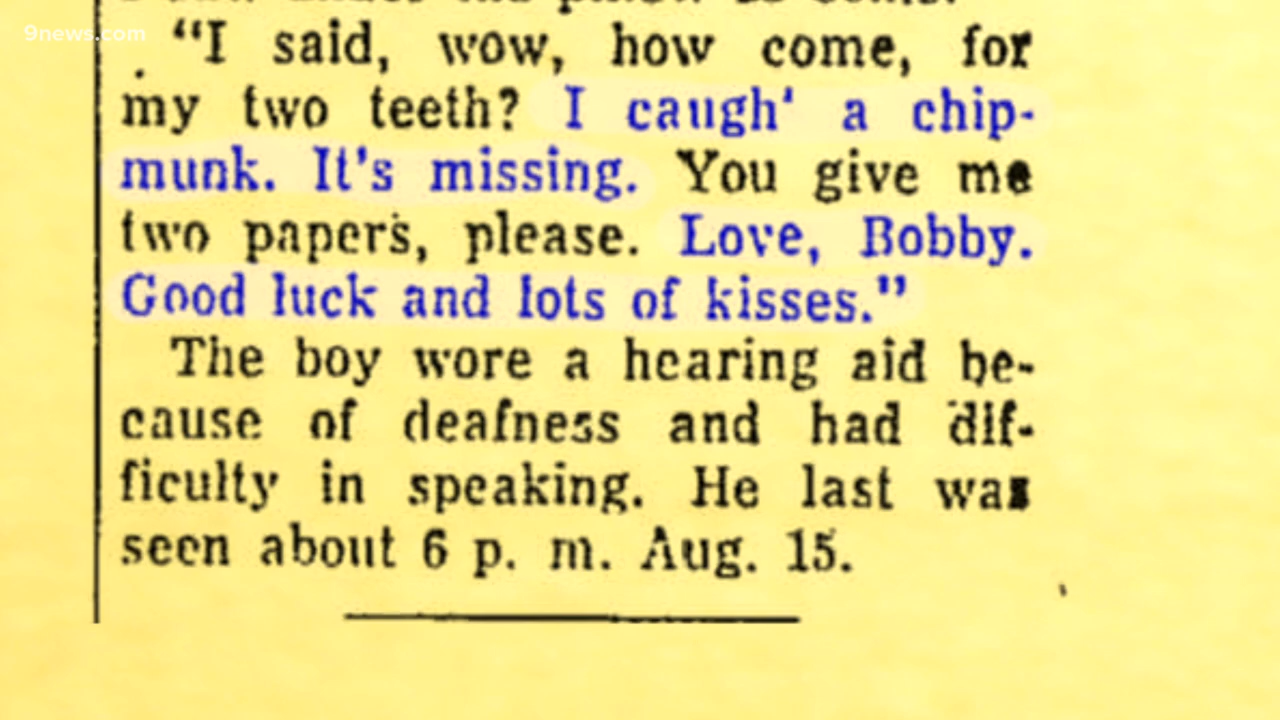 9news.com
"I said, wow, how come, for
my two teeth? I caugh' a chip-
munk. It's missing. You give me
two papers, please. Love, Bobby.
Good luck and lots of kisses."
The boy wore a hearing aid be-
cause of deafness and had dif-
ficulty in speaking. He last was
seen about 6 p. m. Aug. 15.